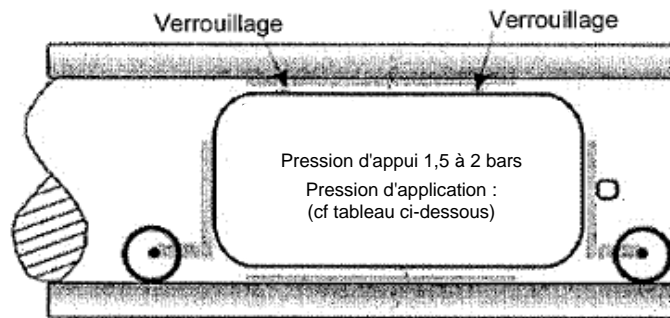 Verrouillage
Verrouillage
Pression d'appui 1,5 à 2 bars
Pression d'application :
(cf tableau ci-dessous)